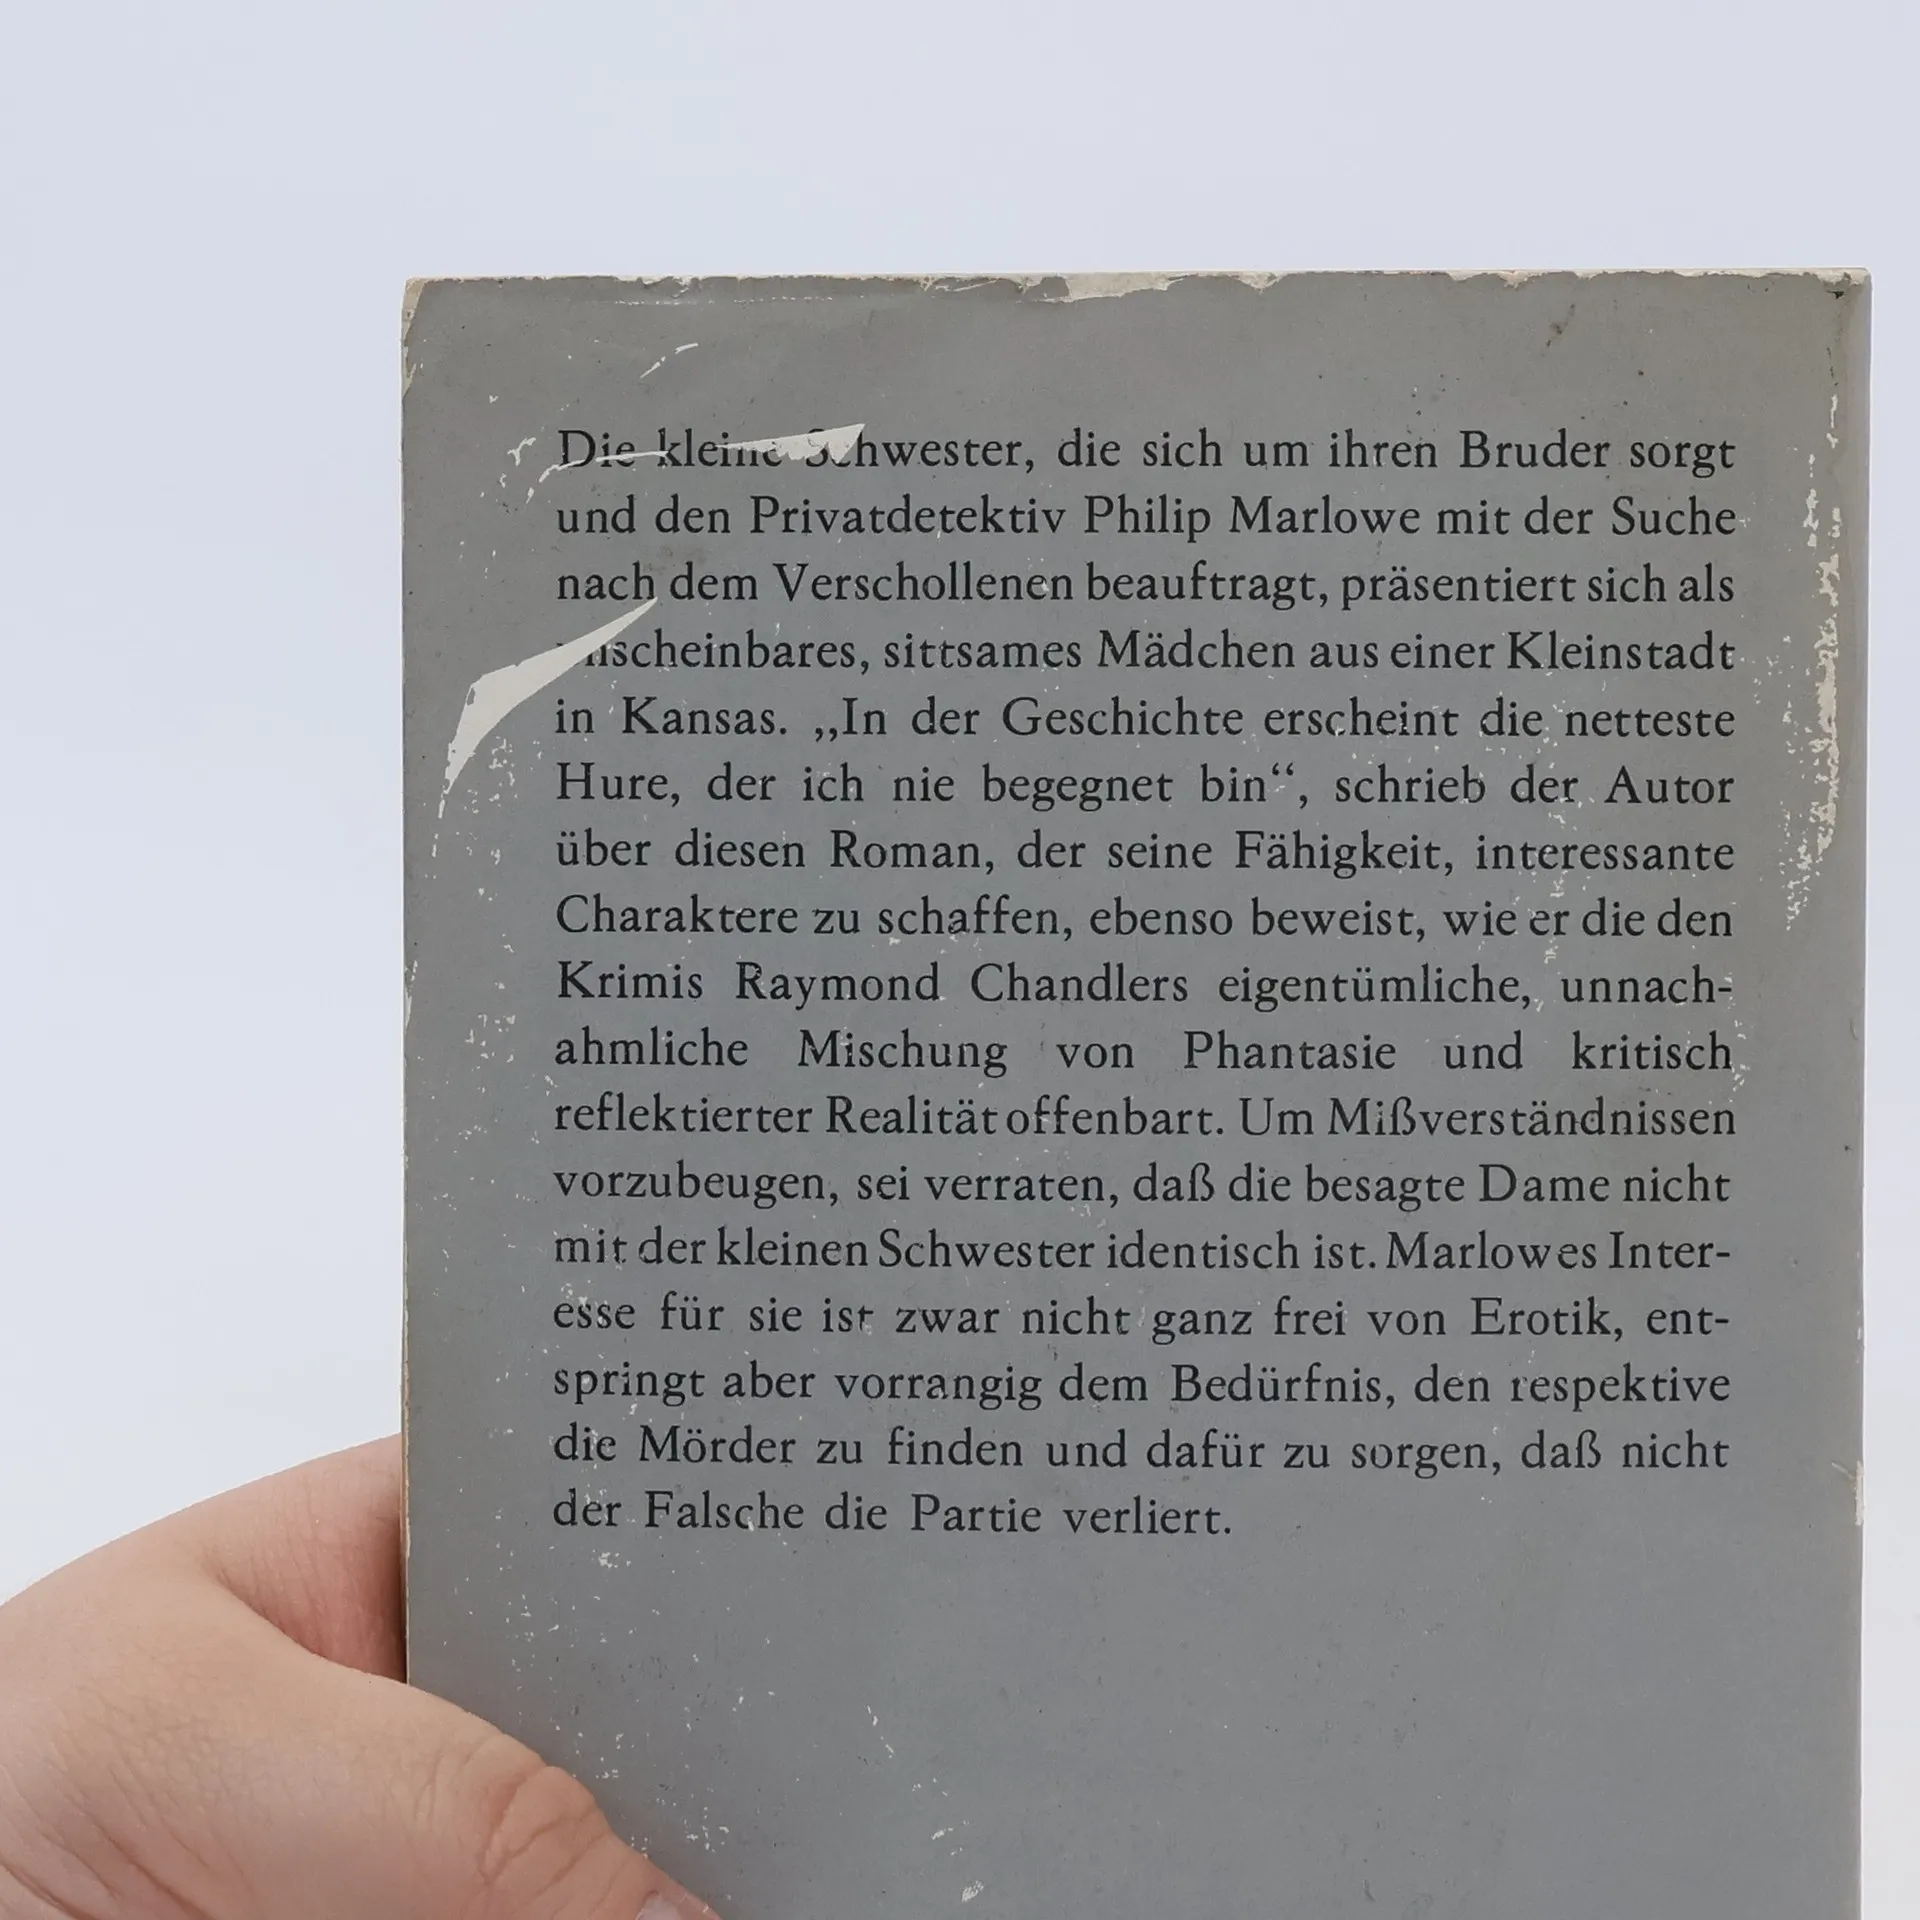 Die kleine Schwester, die sich um ihren Bruder sorgt
und den Privatdetektiv Philip Marlowe mit der Suche
nach dem Verschollenen beauftragt, präsentiert sich als
unscheinbares, sittsames Mädchen aus einer Kleinstadt
in Kansas. „In der Geschichte erscheint die netteste
Hure, der ich nie begegnet bin“, schrieb der Autor
über diesen Roman, der seine Fähigkeit, interessante
Charaktere zu schaffen, ebenso beweist, wie er die den
Krimis Raymond Chandlers eigentümliche, unnach-
ahmliche Mischung von Phantasie und kritisch
reflektierter Realität offenbart. Um Mißverständnissen
vorzubeugen, sei verraten, daß die besagte Dame nicht
mit der kleinen Schwester identisch ist. Marlowes Inter-
esse für sie ist zwar nicht ganz frei von Erotik, ent-
springt aber vorrangig dem Bedürfnis, den respektive
die Mörder zu finden und dafür zu sorgen, daß nicht
der Falsche die Partie verliert.